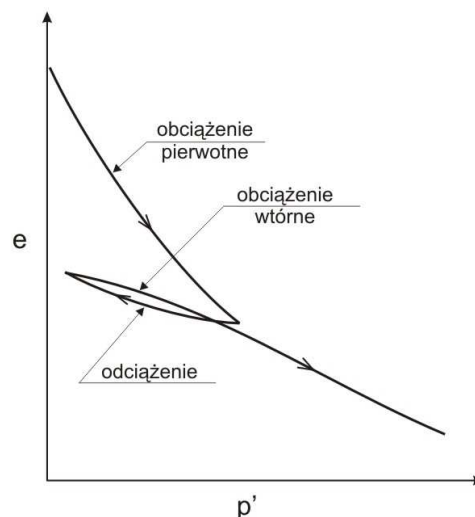 obciążenie
pierwotne
obciążenie
wtórne
e
odciążenie
p'